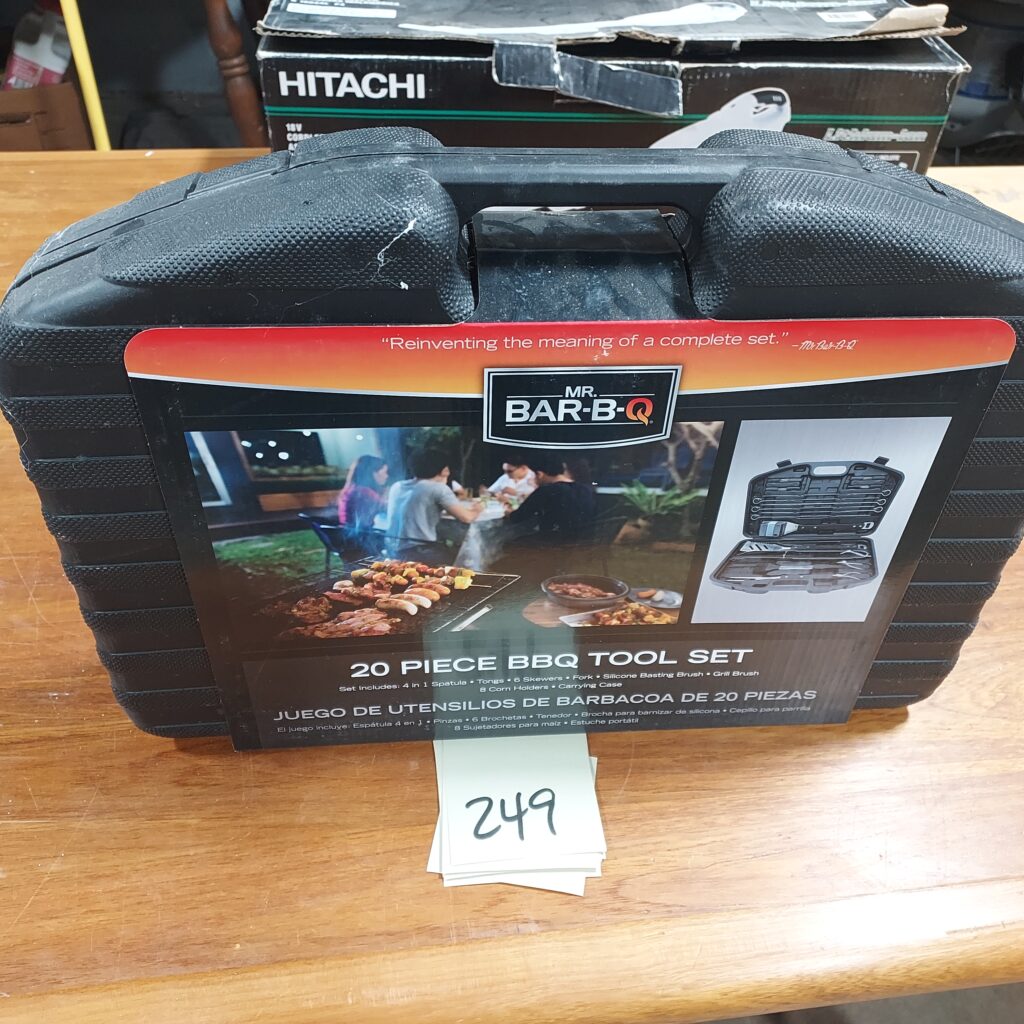 HITACHI
18V
Lithium-ion
“Reinventing the meaning of a complete set.” –Mr. Bar-B-Q
MR.
BAR-B-Q
20 PIECE BBQ TOOL SET
Set Includes: 4 in 1 Spatula • Tongs • 6 Skewers • Fork • Silicone Basting Brush • Grill Brush
8 Corn Holders • Carrying Case
JUEGO DE UTENSILIOS DE BARBACOA DE 20 PIEZAS
El juego incluye: Espátula 4 en 1 • Pinzas • 6 Brochetas • Tenedor • Brocha para barnizar de silicona • Cepillo para parrilla
8 Sujetadores para maíz • Estuche portátil
249